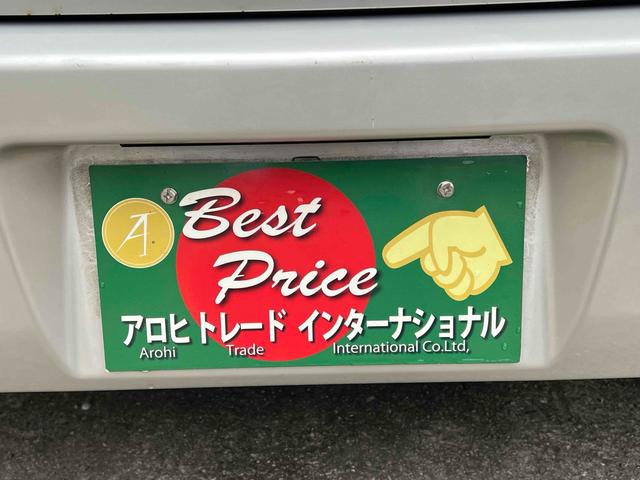 A
Best
Price
アロヒ トレード インターナショナル
Arohi Trade International Co.Ltd,